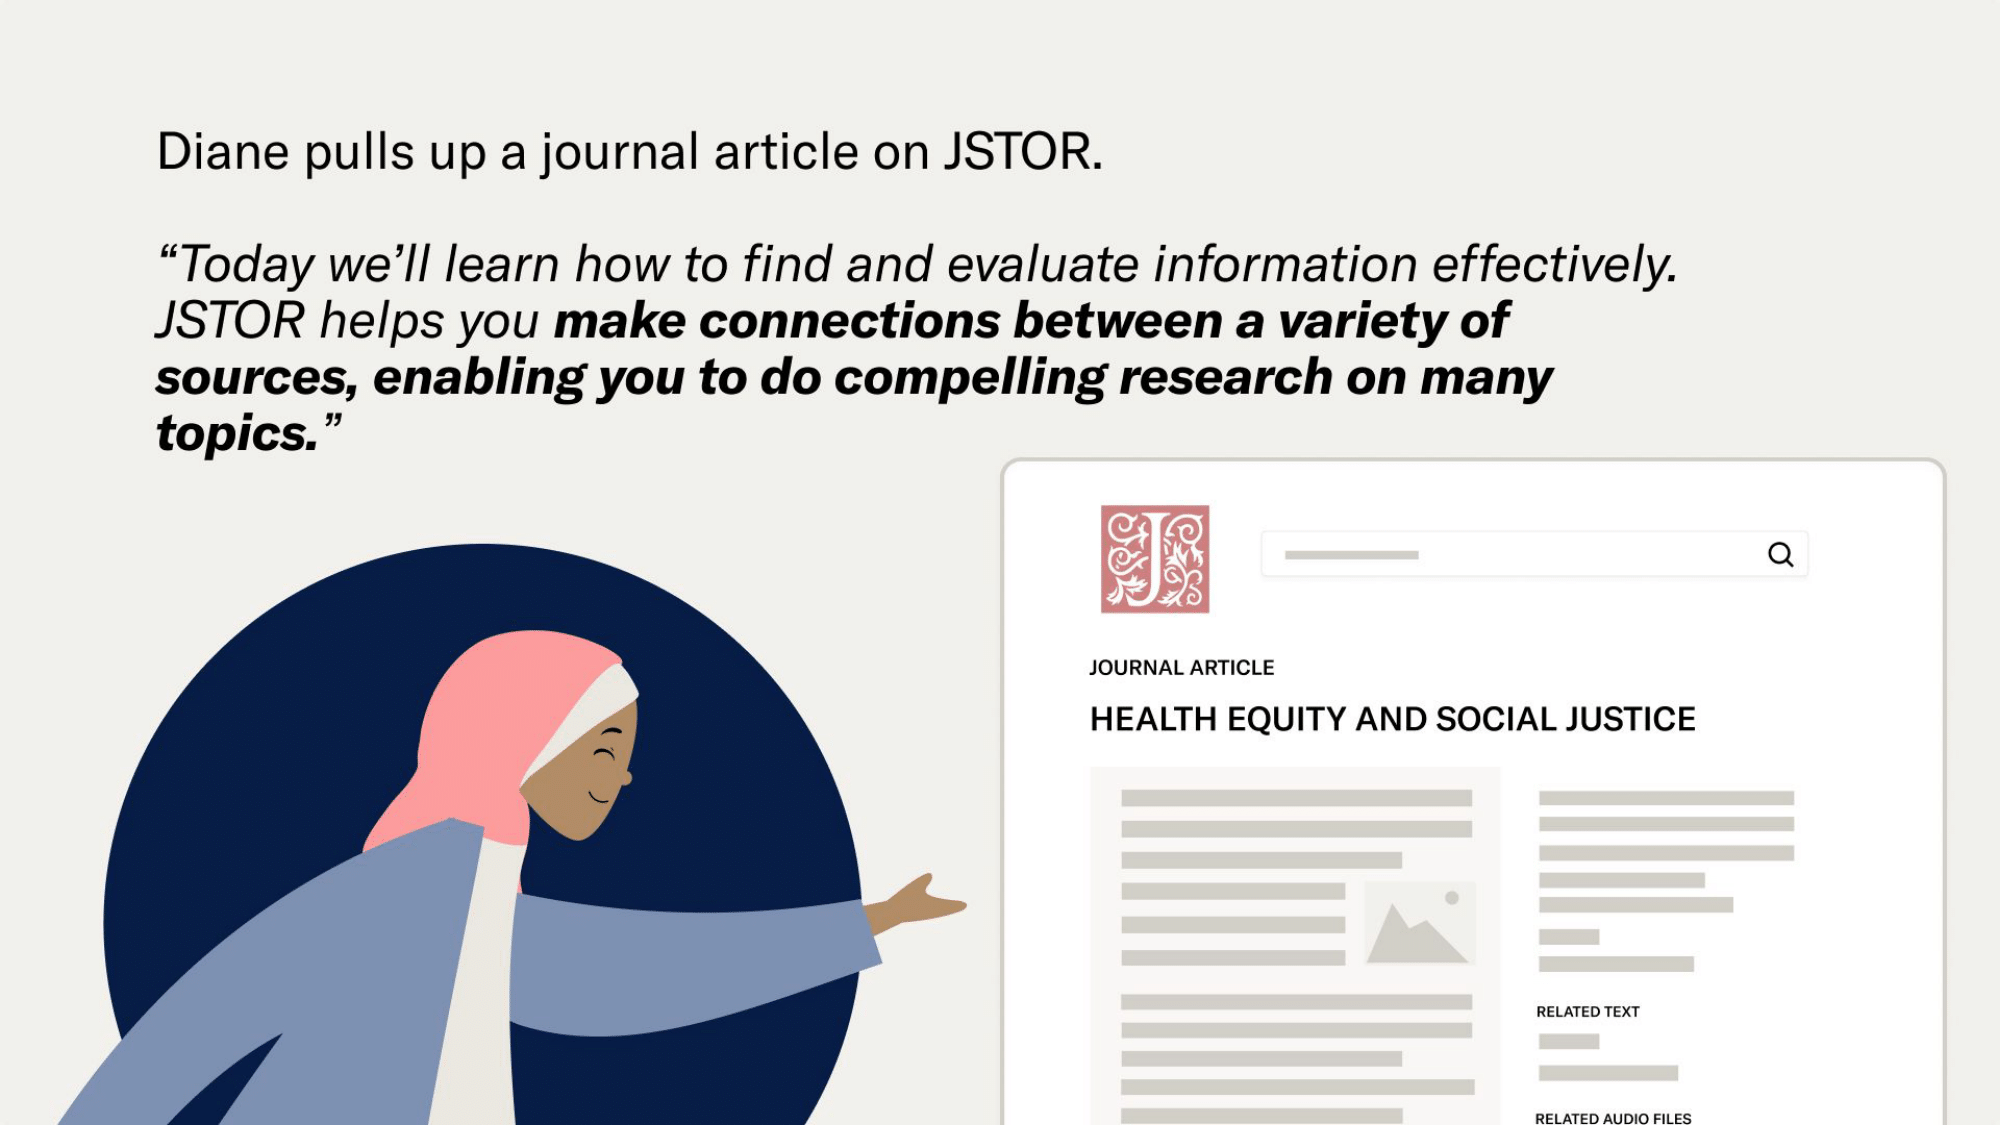 Diane pulls up a journal article on JSTOR.
“Today we’ll learn how to find and evaluate information effectively.
JSTOR helps you make connections between a variety of
sources, enabling you to do compelling research on many
topics.”
J
JOURNAL ARTICLE
HEALTH EQUITY AND SOCIAL JUSTICE
RELATED TEXT
RELATED AUDIO FILES